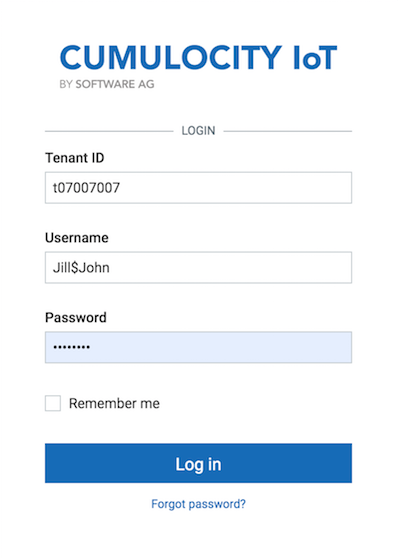 CUMULOCITY IoT
BY SOFTWARE AG
LOGIN
Tenant ID
t07007007
Username
Jill$John
Password
••••••••
Remember me
Log in
Forgot password?